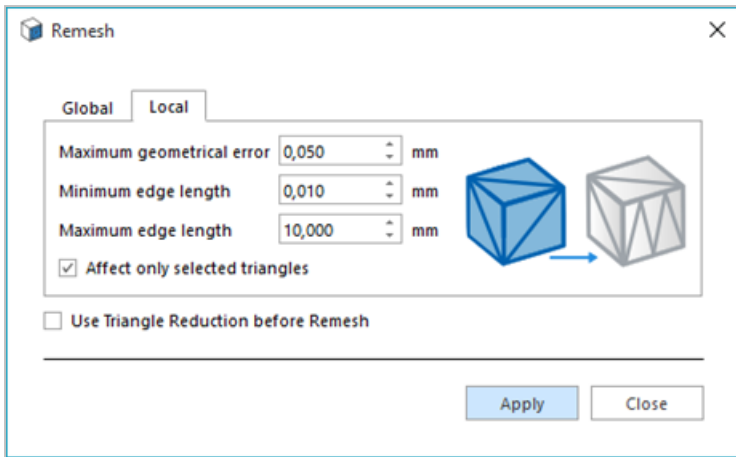 Remesh
Global Local
Maximum geometrical error 0,050 mm
Minimum edge length 0,010 mm
Maximum edge length 10,000 mm
Affect only selected triangles
Use Triangle Reduction before Remesh
Apply Close